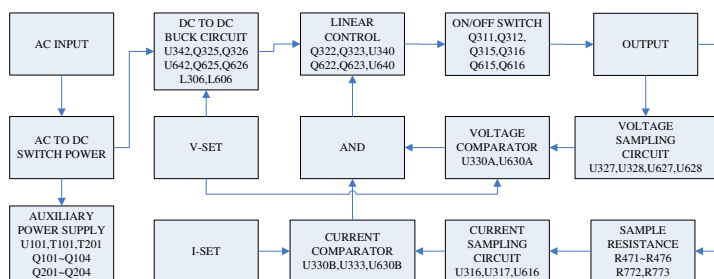 AC INPUT
DC TO DC
BUCK CIRCUIT
U342,Q325,Q326
U642,Q625,Q626
L306,L606
LINEAR
CONTROL
Q322,Q323,U340
Q622,Q623,U640
ON/OFF SWITCH
Q311,Q312,
Q315,Q316
Q615,Q616
OUTPUT
AC TO DC
SWITCH POWER
V-SET
AND
VOLTAGE
COMPARATOR
U330A,U630A
VOLTAGE
SAMPLING
CIRCUIT
U327,U328,U627,U628
AUXILIARY
POWER SUPPLY
U101,T101,T201
Q101~Q104
Q201~Q204
I-SET
CURRENT
COMPARATOR
U330B,U333,U630B
CURRENT
SAMPLING
CIRCUIT
U316,U317,U616
SAMPLE
RESISTANCE
R471~R476
R772,R773